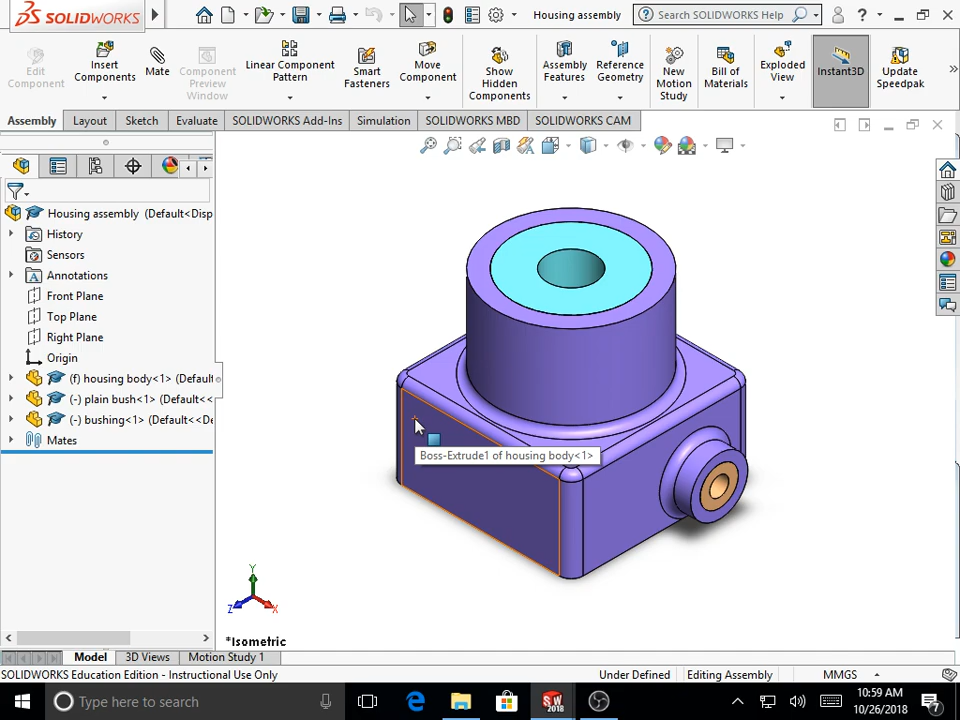 SOLIDWORKS
Housing assembly
Search SOLIDWORKS Help
?
Edit
Component
Insert
Components
Mate
Component
Preview
Window
Linear Component
Pattern
Smart
Fasteners
Move
Component
Show
Hidden
Components
Assembly
Features
Reference
Geometry
New
Motion
Study
Bill of
Materials
Exploded
View
Instant3D
Update
Speedpak
Assembly
Layout
Sketch
Evaluate
SOLIDWORKS Add-Ins
Simulation
SOLIDWORKS MBD
SOLIDWORKS CAM
Housing assembly (Default<Disp
History
Sensors
A Annotations
Front Plane
Top Plane
Right Plane
Origin
(f) housing body<1> (Default
(-) plain bush<1> (Default<<
(-) bushing<1> (Default<<De
Mates
Boss-Extrude1 of housing body<1>
Y
Z
X
*Isometric
Model
3D Views
Motion Study 1
SOLIDWORKS Education Edition - Instructional Use Only
Under Defined
Editing Assembly
MMGS
Type here to search
SW
2018
10:59 AM
10/26/2018
7